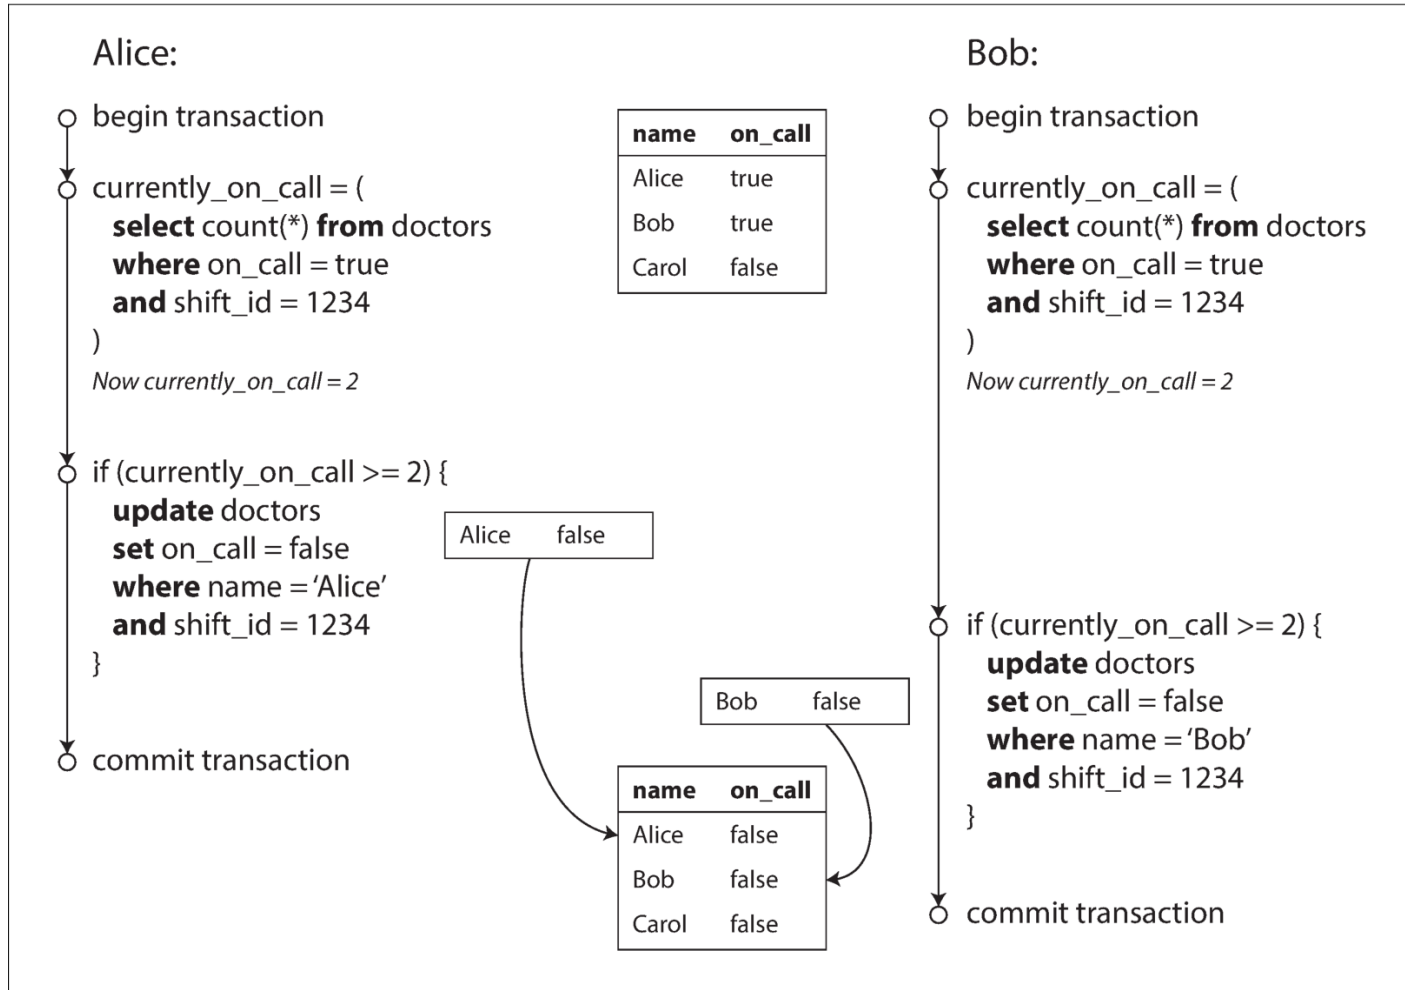 Alice:
begin transaction
currently_on_call = (
select count(*) from doctors
where on_call = true
and shift_id = 1234
)
Now currently_on_call = 2
if (currently_on_call >= 2) {
update doctors
set on_call = false
where name = ‘Alice’
and shift_id = 1234
}
commit transaction
name on_call
Alice true
Bob true
Carol false
Alice false
Bob false
name on_call
Alice false
Bob false
Carol false
Bob:
begin transaction
currently_on_call = (
select count(*) from doctors
where on_call = true
and shift_id = 1234
)
Now currently_on_call = 2
if (currently_on_call >= 2) {
update doctors
set on_call = false
where name = ‘Bob’
and shift_id = 1234
}
commit transaction